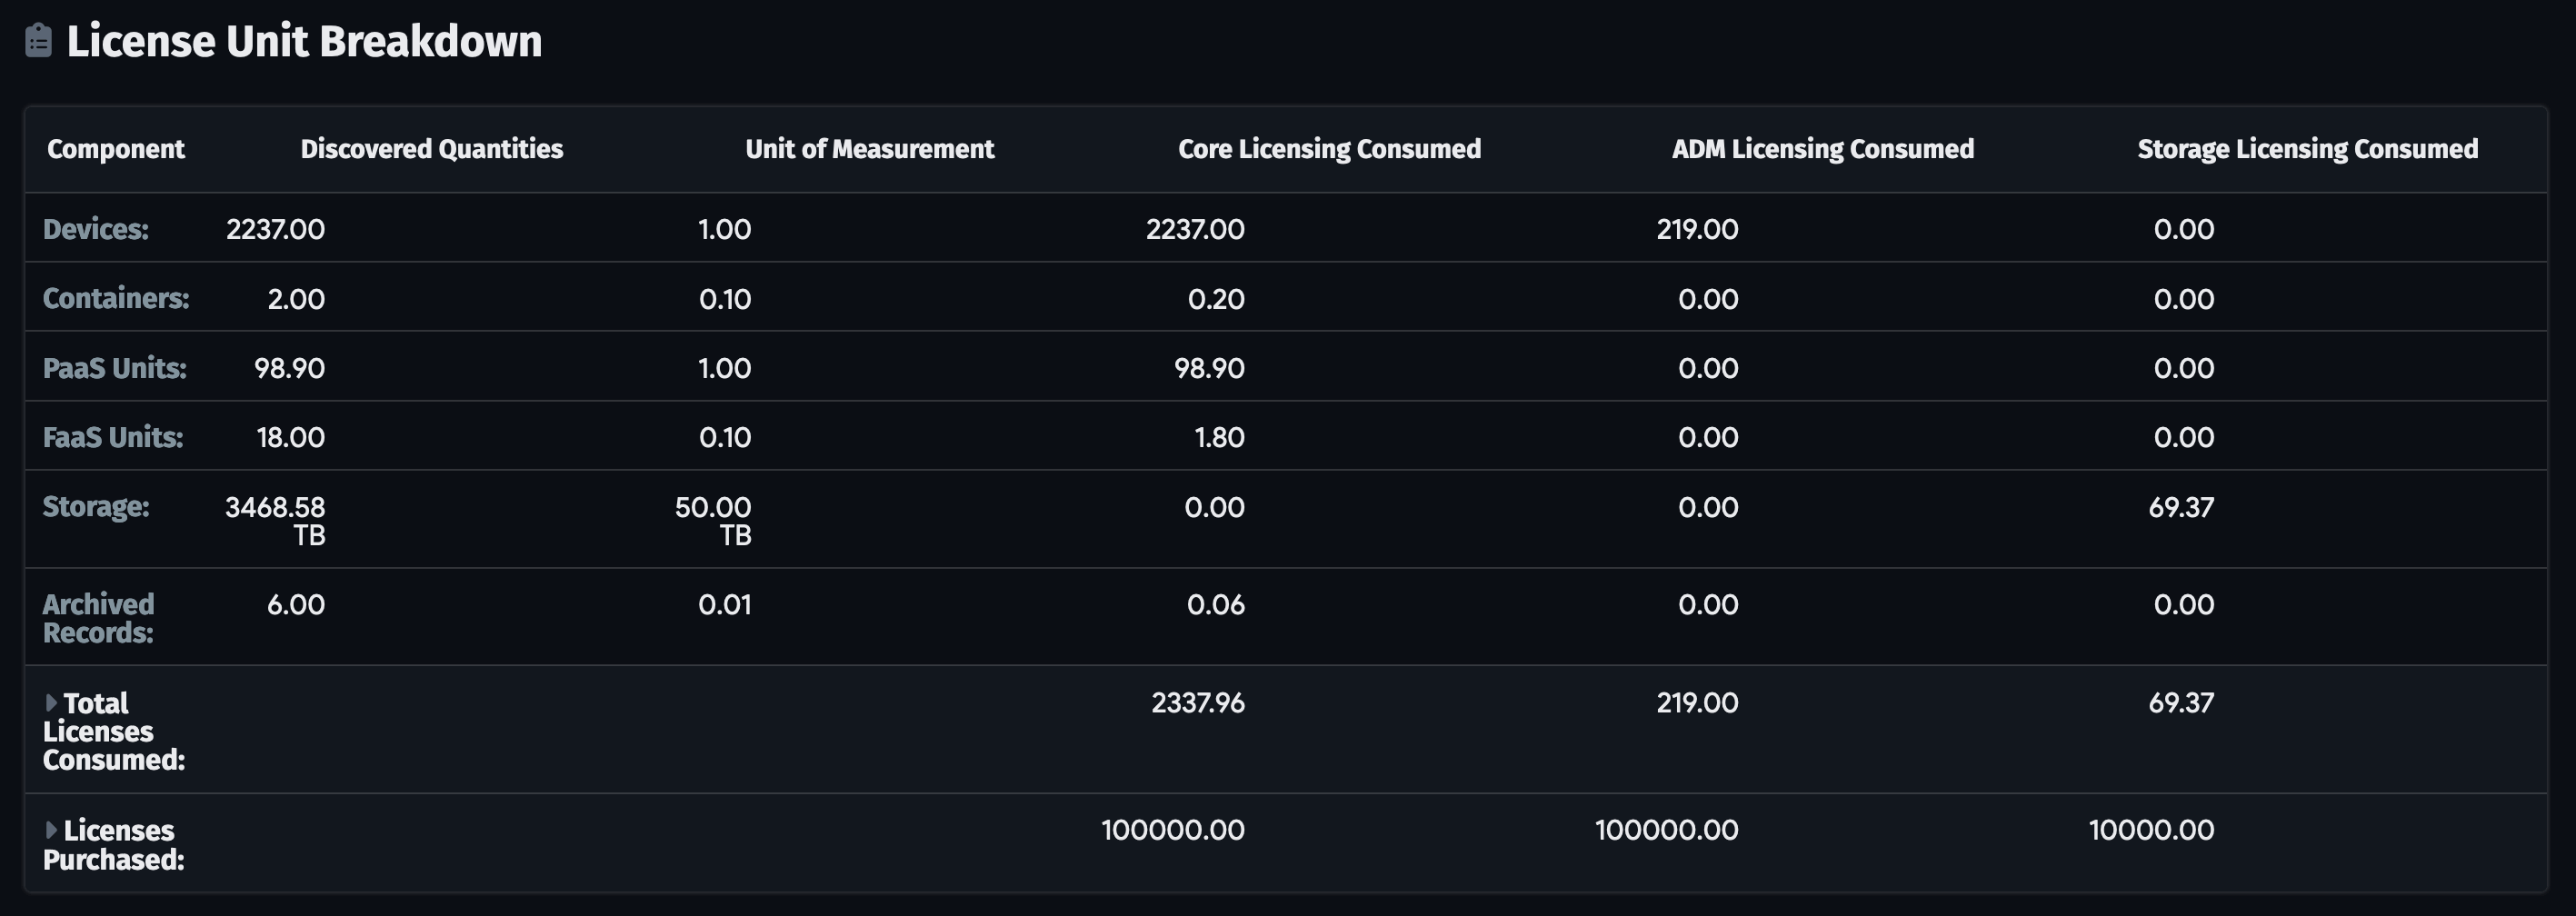 License Unit Breakdown
Component Discovered Quantities Unit of Measurement Core Licensing Consumed ADM Licensing Consumed Storage Licensing Consumed
Devices: 2237.00 1.00 2237.00 219.00 0.00
Containers: 2.00 0.10 0.20 0.00 0.00
PaaS Units: 98.90 1.00 98.90 0.00 0.00
FaaS Units: 18.00 0.10 1.80 0.00 0.00
Storage: 3468.58 50.00 0.00 0.00 69.37
TB TB
Archived 6.00 0.01 0.06 0.00 0.00
Records:
Total 2337.96 219.00 69.37
Licenses
Consumed:
Licenses 100000.00 100000.00 10000.00
Purchased: